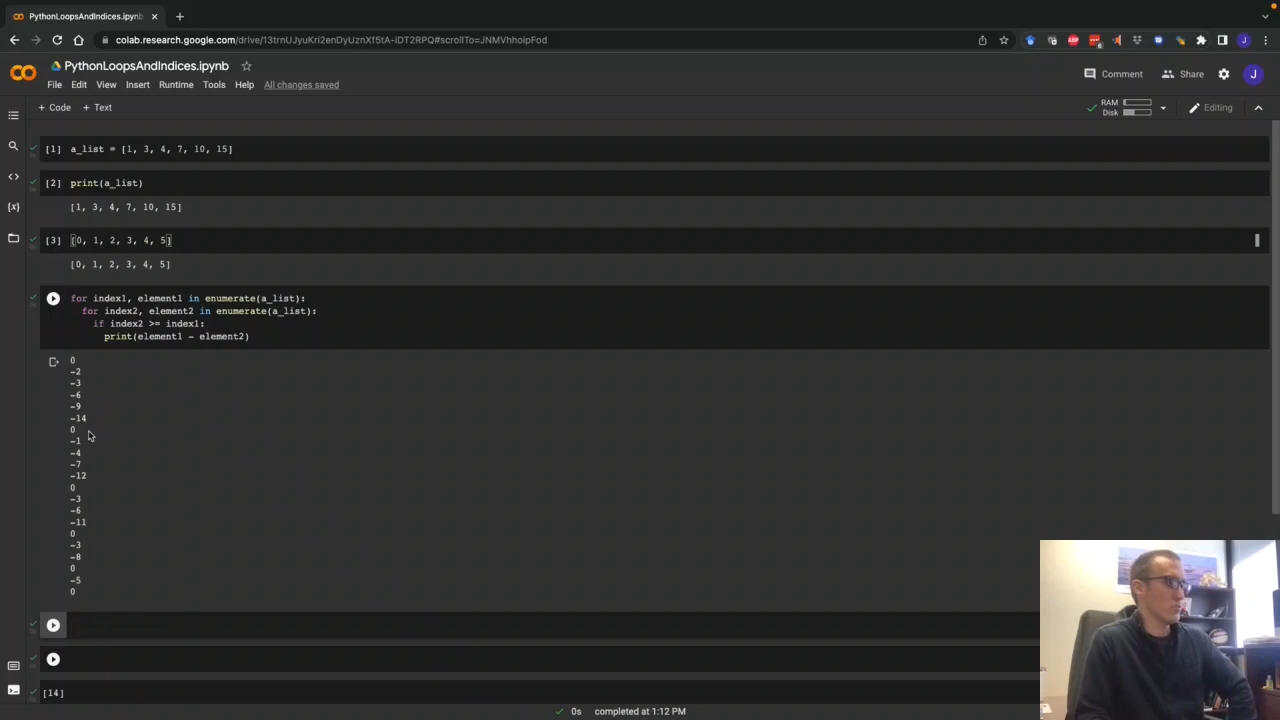 PythonLoopsAndIndices.ipynb
colab.research.google.com/drive/13trnUJyuKri2enDyUznXf5tA-iDT2RPQ#scrollTo=JNMVhhoipFod
PythonLoopsAndIndices.ipynb
File Edit View Insert Runtime Tools Help All changes saved
Comment Share J
+ Code + Text
RAM
Disk
Editing
[1] a_list = [1, 3, 4, 7, 10, 15]
[2] print(a_list)
[1, 3, 4, 7, 10, 15]
[3] [0, 1, 2, 3, 4, 5]
[0, 1, 2, 3, 4, 5]
for index1, element1 in enumerate(a_list):
for index2, element2 in enumerate(a_list):
if index2 >= index1:
print(element1 - element2)
0
-2
-3
-6
-9
-14
0
-1
-4
-7
-12
0
-3
-6
-11
0
-3
-8
0
-5
0
[14]
0s completed at 1:12 PM